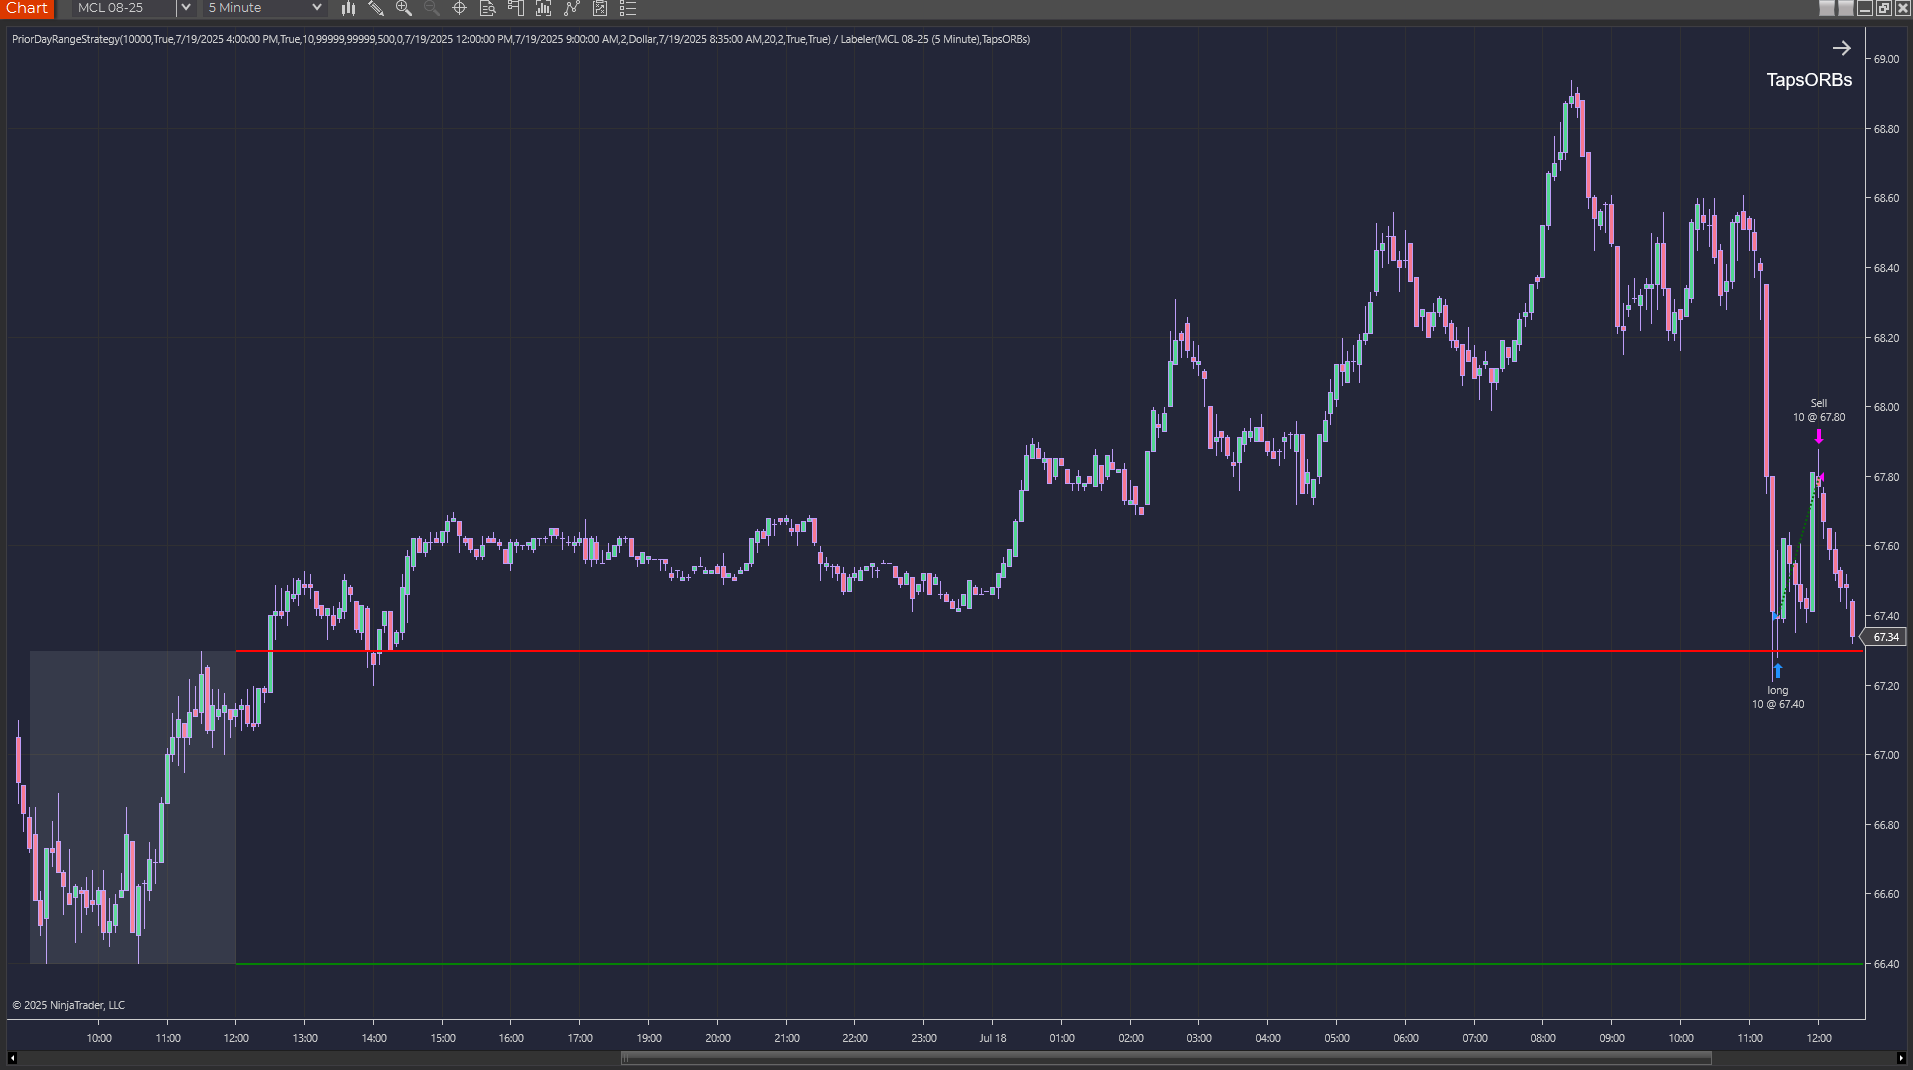 Chart MCL 08-25 5 Minute
PriorDayRangeStrategy(10000,True,7/19/2025 4:00:00 PM,True,10,99999,99999,500,0,7/19/2025 12:00:00 PM,7/19/2025 9:00:00 AM,2,Dollar,7/19/2025 8:35:00 AM,20,2,True,True) / Labeler(MCL 08-25 (5 Minute),TapsORBs)
TapsORBs
69.00
68.80
68.60
68.40
68.20
68.00
67.80
67.60
67.40
67.34
67.20
67.00
66.80
66.60
66.40
Sell
10 @ 67.80
long
10 @ 67.40
© 2025 NinjaTrader, LLC
10:00 11:00 12:00 13:00 14:00 15:00 16:00 17:00 18:00 19:00 20:00 21:00 22:00 23:00 Jul 18 01:00 02:00 03:00 04:00 05:00 06:00 07:00 08:00 09:00 10:00 11:00 12:00